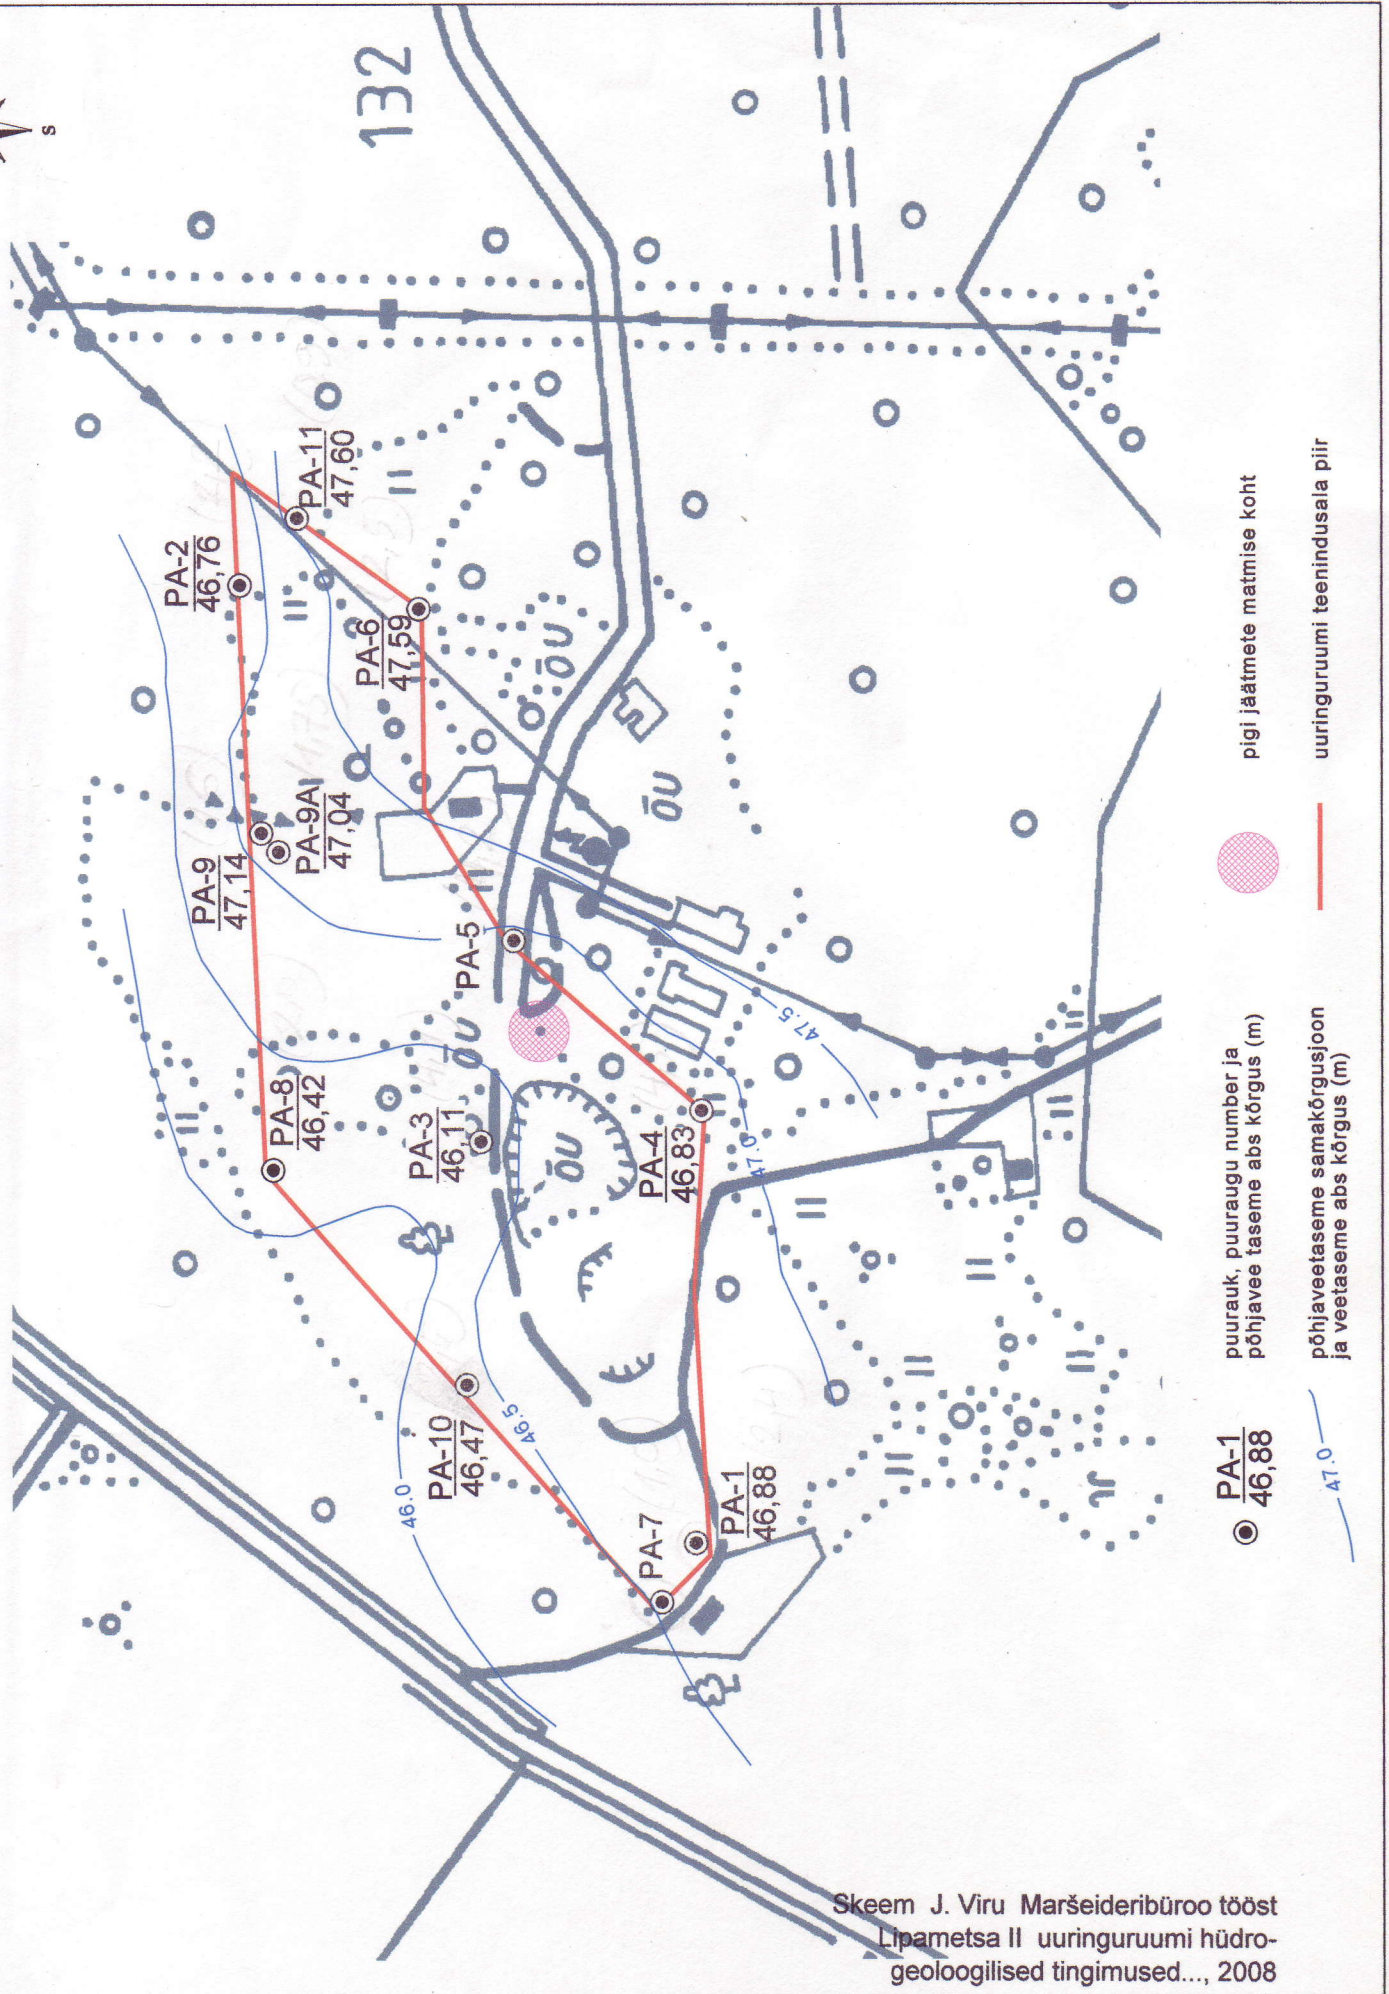 S
132
PA-2
46,76
PA-11
47,60
PA-6
47,59
PA-9
47,14
PA-9A
47,04
PA-5
PA-8
46,42
PA-3
46,11
PA-4
46,83
PA-10
46,47
PA-7
PA-1
46,88
ÕU
ÕU
ÕU
ÕU
46.0
46.5
47.0
47.5
PA-1
46,88
puurauk, puuraugu number ja
põhjavee taseme abs kõrgus (m)
pigi jäätmete matmise koht
47.0
põhjaveetaseme samakõrgusjoon
ja veetaseme abs kõrgus (m)
uuringuruumi teenindusala piir
Skeem J. Viru Maršeideribüroo tööst
Lipametsa II uuringuruumi hüdro-
geoloogilised tingimused..., 2008